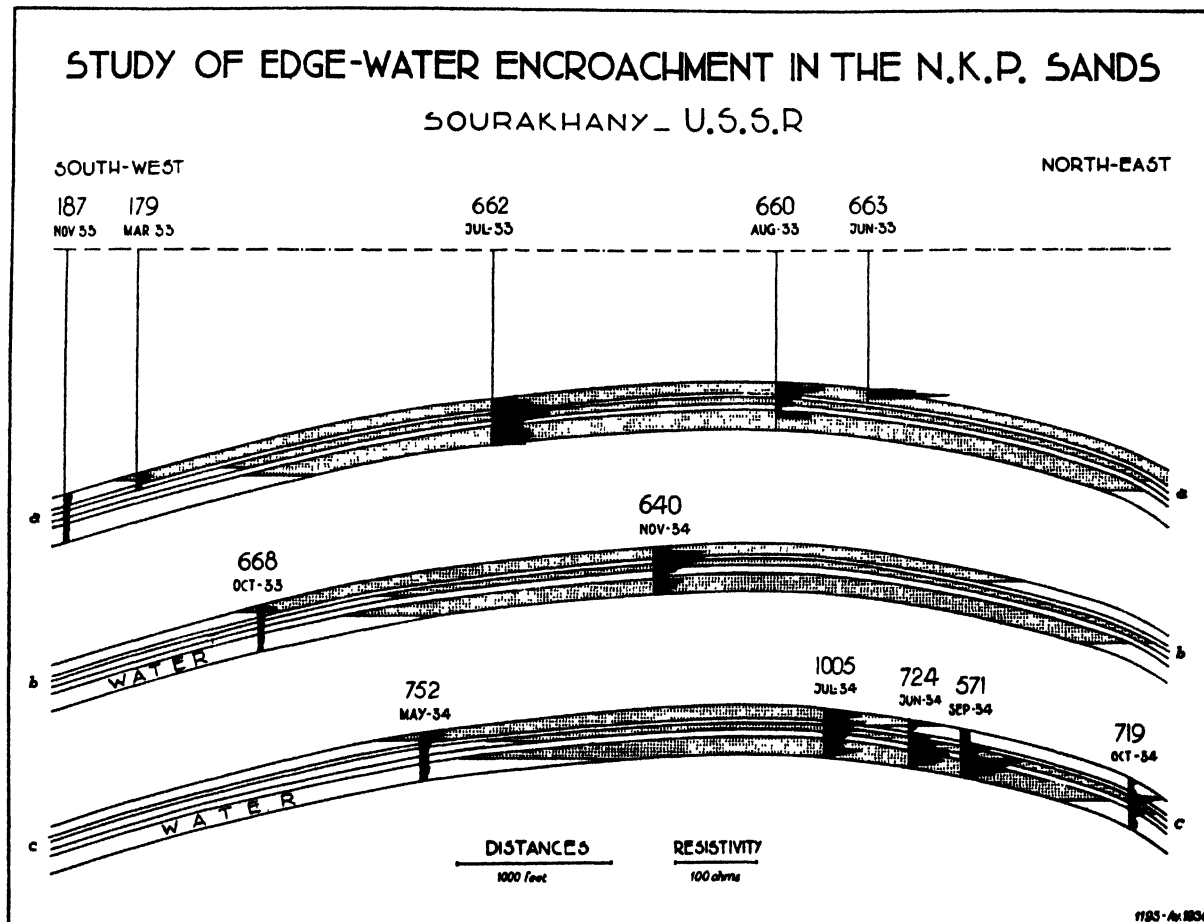 STUDY OF EDGE-WATER ENCROACHMENT IN THE N.K.P. SANDS
SOURAKHANY_ U.S.S.R
SOUTH-WEST NORTH-EAST
187 179 662 660 663
NOV 33 MAR 33 JUL-33 AUG-33 JUN-33
a a
640
NOV-34
668
OCT-33
WATER
b b
1005 724 571
JUL-34 JUN-34 SEP-34
752
MAY-34
719
OCT-34
WATER
c c
DISTANCES RESISTIVITY
1000 feet 100 ohms